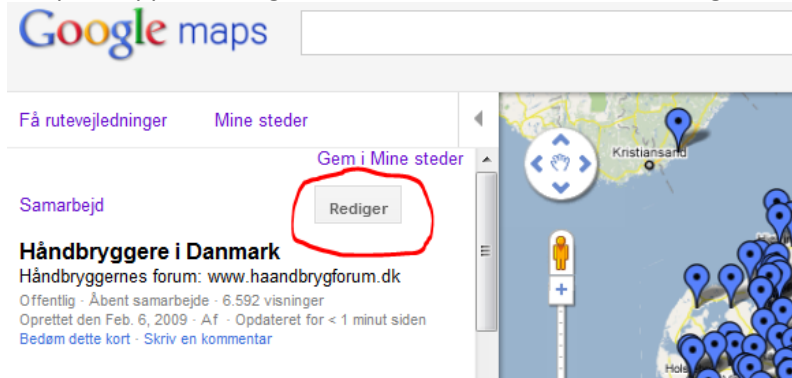 Google maps
Få rutevejledninger Mine steder
Gem i Mine steder
Samarbejd Rediger
Håndbryggere i Danmark
Håndbryggernes forum: www.haandbrygforum.dk
Offentlig · Åbent samarbejde · 6.592 visninger
Oprettet den Feb. 6, 2009 · Af · Opdateret for < 1 minut siden
Bedøm dette kort · Skriv en kommentar
Kristiansand